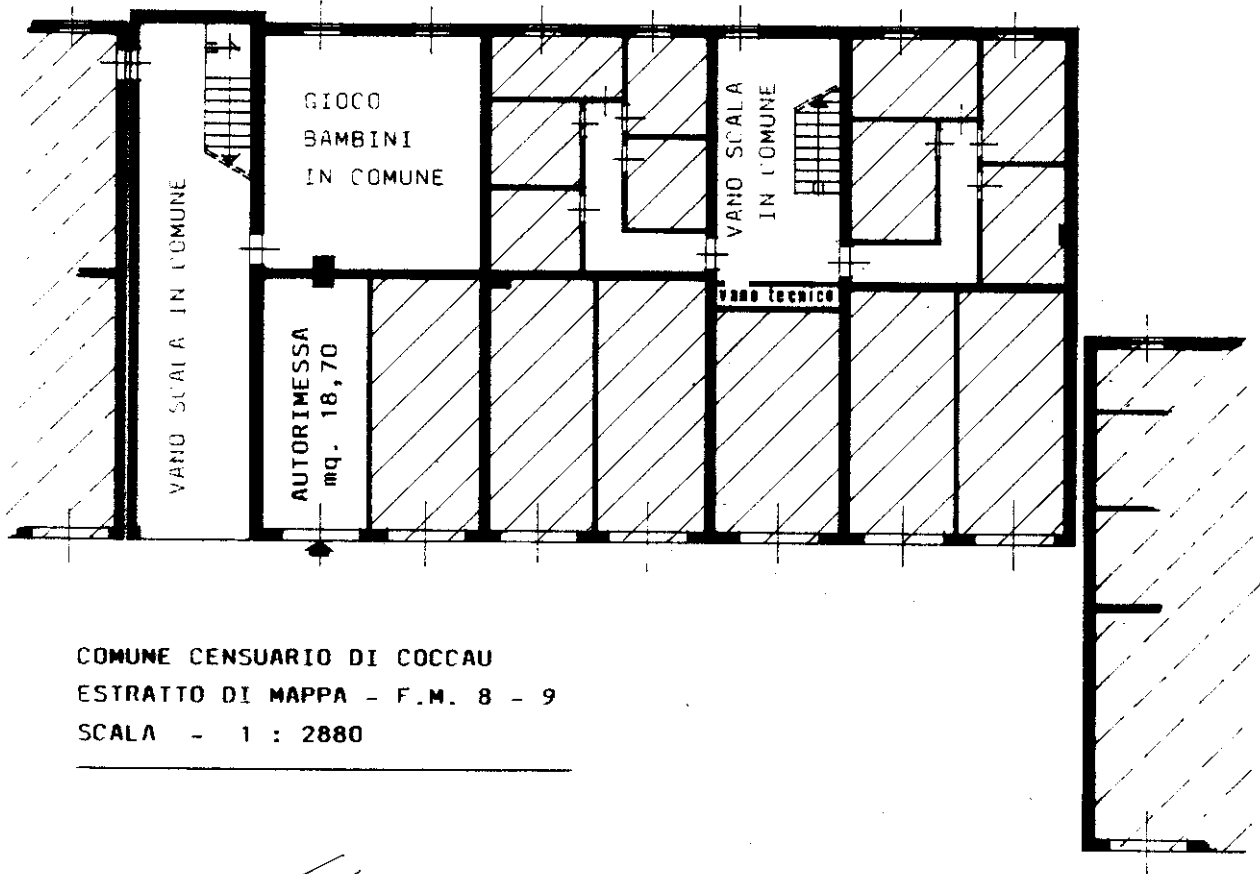 GIOCO
BAMBINI
IN COMUNE
VANO SCALA IN COMUNE
VANO SCALA
IN COMUNE
vano tecnico
AUTORIMESSA
mq. 18,70
COMUNE CENSUARIO DI COCCAU
ESTRATTO DI MAPPA - F.M. 8 - 9
SCALA - 1 : 2880